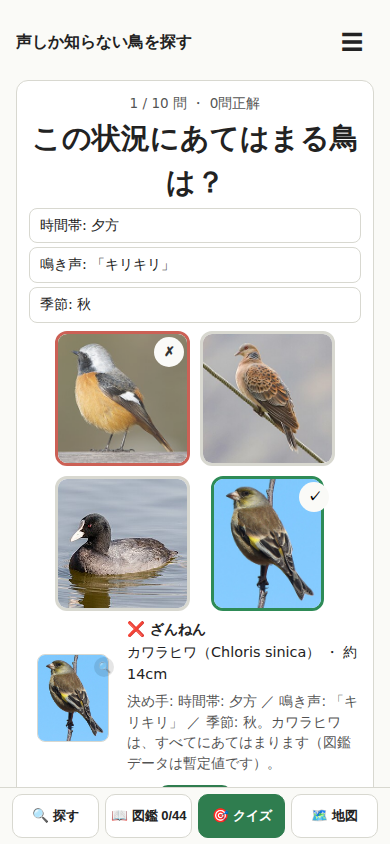 声しか知らない鳥を探す
1 / 10 問 ・ 0問正解
この状況にあてはまる鳥
は？
時間帯: 夕方
鳴き声: 「キリキリ」
季節: 秋
✗
✓
❌ ざんねん
カワラヒワ（Chloris sinica） ・ 約
14cm
決め手: 時間帯: 夕方 ／ 鳴き声: 「キ
リキリ」 ／ 季節: 秋。カワラヒワ
は、すべてにあてはまります（図鑑
データは暫定値です）。
🔍 探す
📖 図鑑 0/44
🎯 クイズ
🗺️ 地図